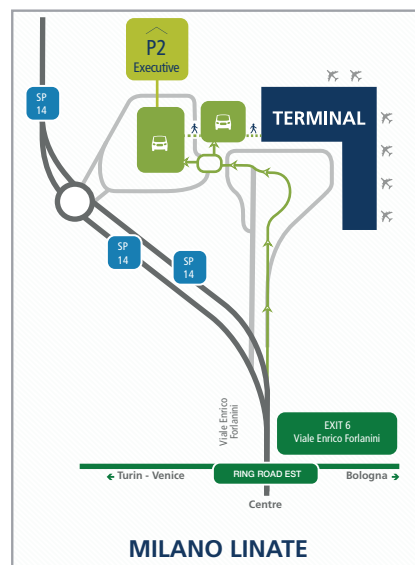 P2
Executive
SP
14
TERMINAL
SP
14
SP
14
Viale Enrico
Forlanini
EXIT 6
Viale Enrico Forlanini
← Turin - Venice
RING ROAD EST
Bologna →
Centre
MILANO LINATE